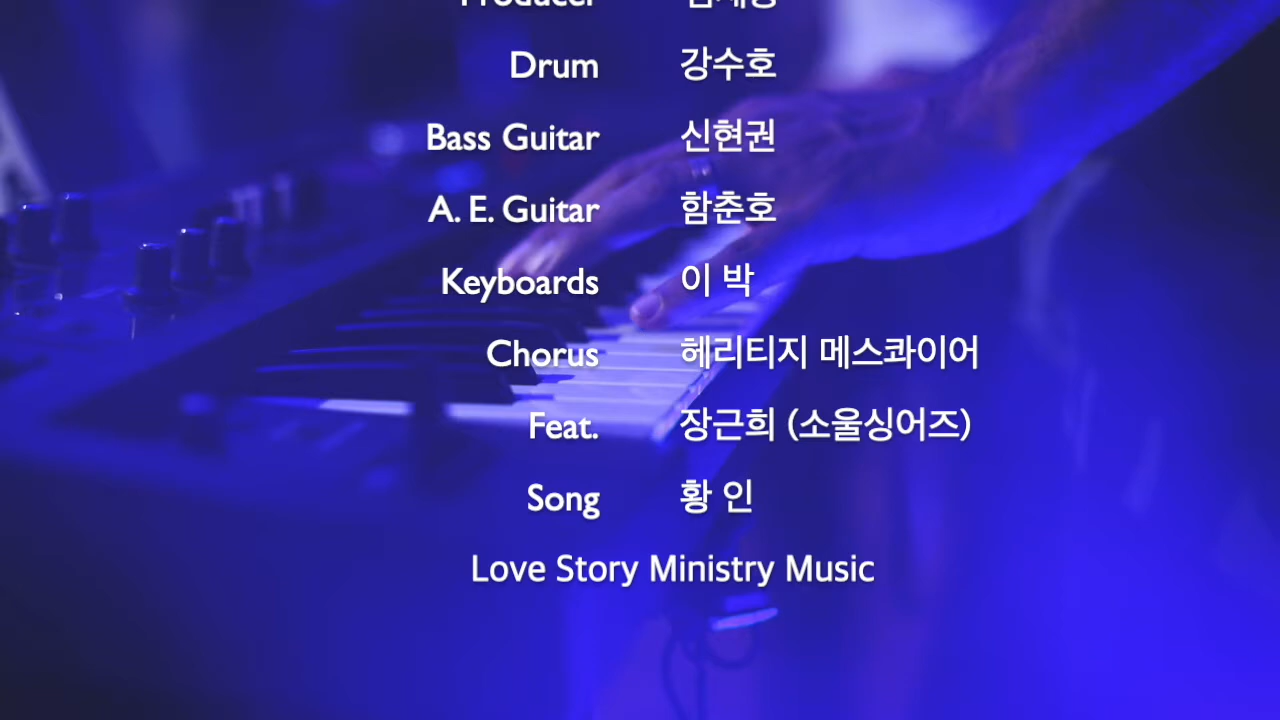 Producer
Drum 강수호
Bass Guitar 신현권
A. E. Guitar 함춘호
Keyboards 이 박
Chorus 헤리티지 메스콰이어
Feat. 장근희 (소울싱어즈)
Song 황 인
Love Story Ministry Music